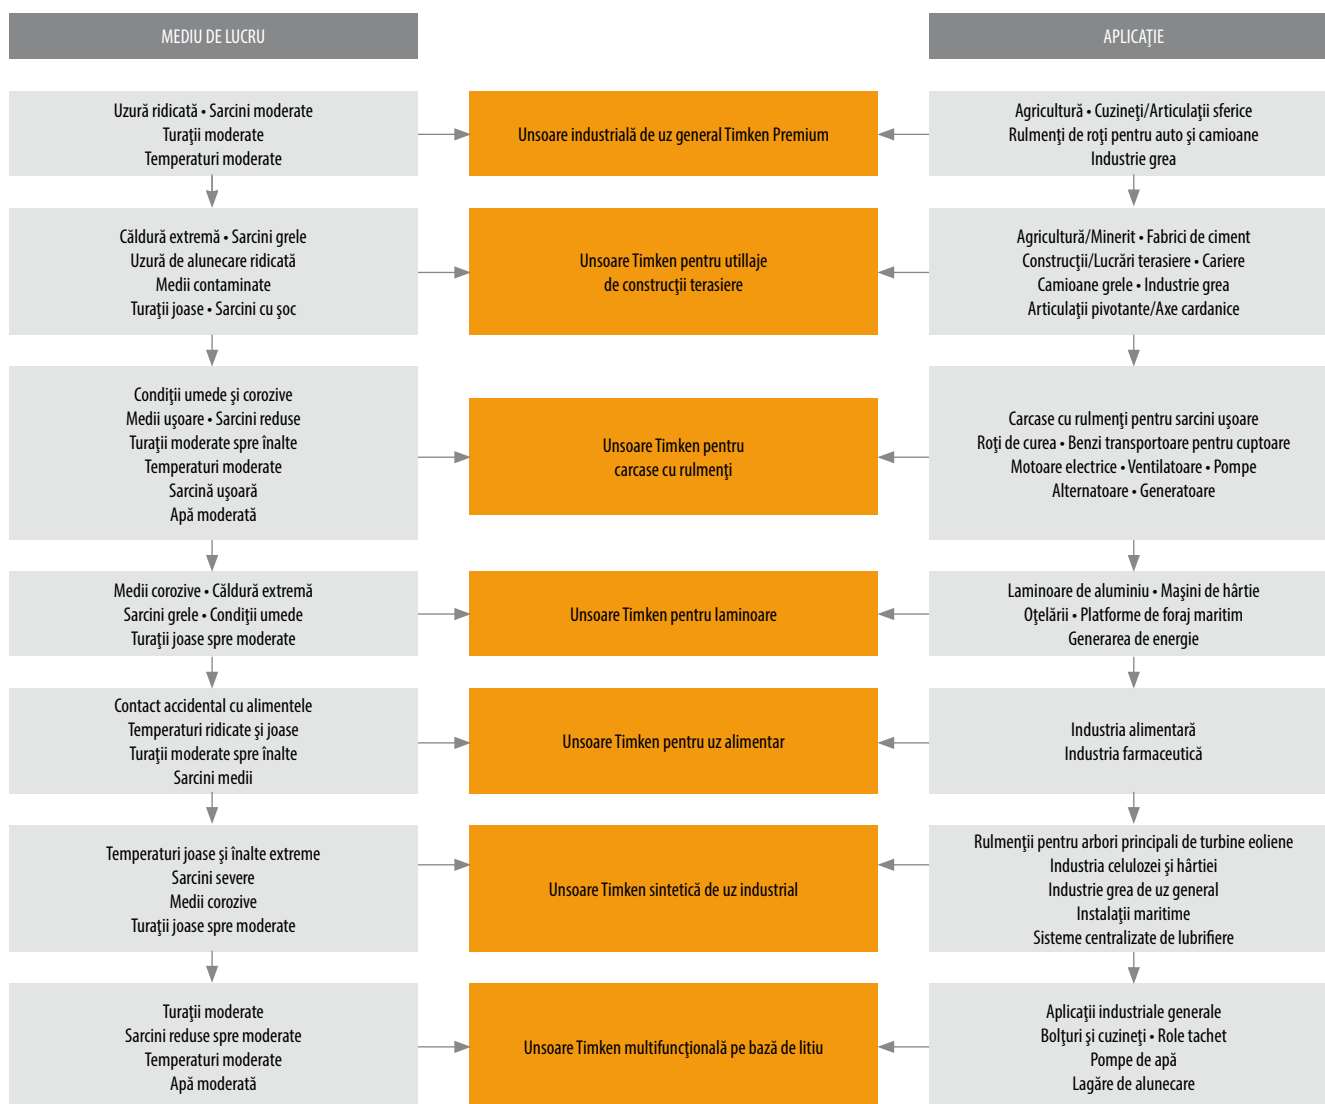 MEDIU DE LUCRU
APLICAŢIE
Uzură ridicată • Sarcini moderate
Turaţii moderate
Temperaturi moderate
Unsoare industrială de uz general Timken Premium
Agricultură • Cuzineţi/Articulaţii sferice
Rulmenţi de roţi pentru auto şi camioane
Industrie grea
Căldură extremă • Sarcini grele
Uzură de alunecare ridicată
Medii contaminate
Turaţii joase • Sarcini cu şoc
Unsoare Timken pentru utillaje
de construcţii terasiere
Agricultură/Minerit • Fabrici de ciment
Construcţii/Lucrări terasiere • Cariere
Camioane grele • Industrie grea
Articulaţii pivotante/Axe cardanice
Condiţii umede şi corozive
Medii uşoare • Sarcini reduse
Turaţii moderate spre înalte
Temperaturi moderate
Sarcină uşoară
Apă moderată
Unsoare Timken pentru
carcase cu rulmenţi
Carcase cu rulmenţi pentru sarcini uşoare
Roţi de curea • Benzi transportoare pentru cuptoare
Motoare electrice • Ventilatoare • Pompe
Alternatoare • Generatoare
Medii corozive • Căldură extremă
Sarcini grele • Condiţii umede
Turaţii joase spre moderate
Unsoare Timken pentru laminoare
Laminoare de aluminiu • Maşini de hârtie
Oţelării • Platforme de foraj maritim
Generarea de energie
Contact accidental cu alimentele
Temperaturi ridicate şi joase
Turaţii moderate spre înalte
Sarcini medii
Unsoare Timken pentru uz alimentar
Industria alimentară
Industria farmaceutică
Temperaturi joase şi înalte extreme
Sarcini severe
Medii corozive
Turaţii joase spre moderate
Unsoare Timken sintetică de uz industrial
Rulmenţii pentru arbori principali de turbine eoliene
Industria celulozei şi hârtiei
Industrie grea de uz general
Instalaţii maritime
Sisteme centralizate de lubrifiere
Turaţii moderate
Sarcini reduse spre moderate
Temperaturi moderate
Apă moderată
Unsoare Timken multifuncţională pe bază de litiu
Aplicaţii industriale generale
Bolţuri şi cuzineţi • Role tachet
Pompe de apă
Lagăre de alunecare